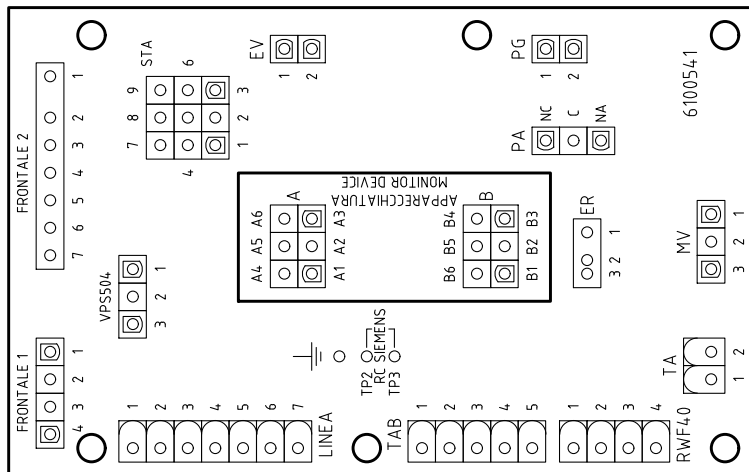 FRONTALE 2
1
2
3
4
5
6
7
STA
9
8
7
6
4
3
2
1
EV
1
2
PG
1
2
PA
NC
C
NA
6100541
APPARECCHIATURA
MONITOR DEVICE
A
A6
A5
A4
A3
A2
A1
B
B4
B5
B6
B3
B2
B1
ER
1
2
3
MV
1
2
3
VPS504
1
2
3
FRONTALE 1
1
2
3
4
TP2
RC SIEMENS
TP3
TA
2
1
LINEA
1
2
3
4
5
6
7
TAB
1
2
3
4
5
RWF40
1
2
3
4